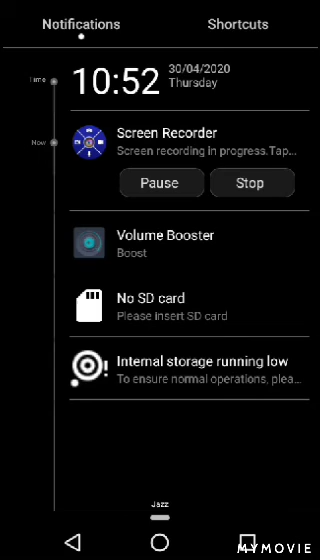 Notifications
Shortcuts
Time
10:52
30/04/2020
Thursday
Now
Screen Recorder
Screen recording in progress.Tap...
Pause
Stop
Volume Booster
Boost
No SD card
Please insert SD card
Internal storage running low
To ensure normal operations, plea...
Jazz
MYMOVIE